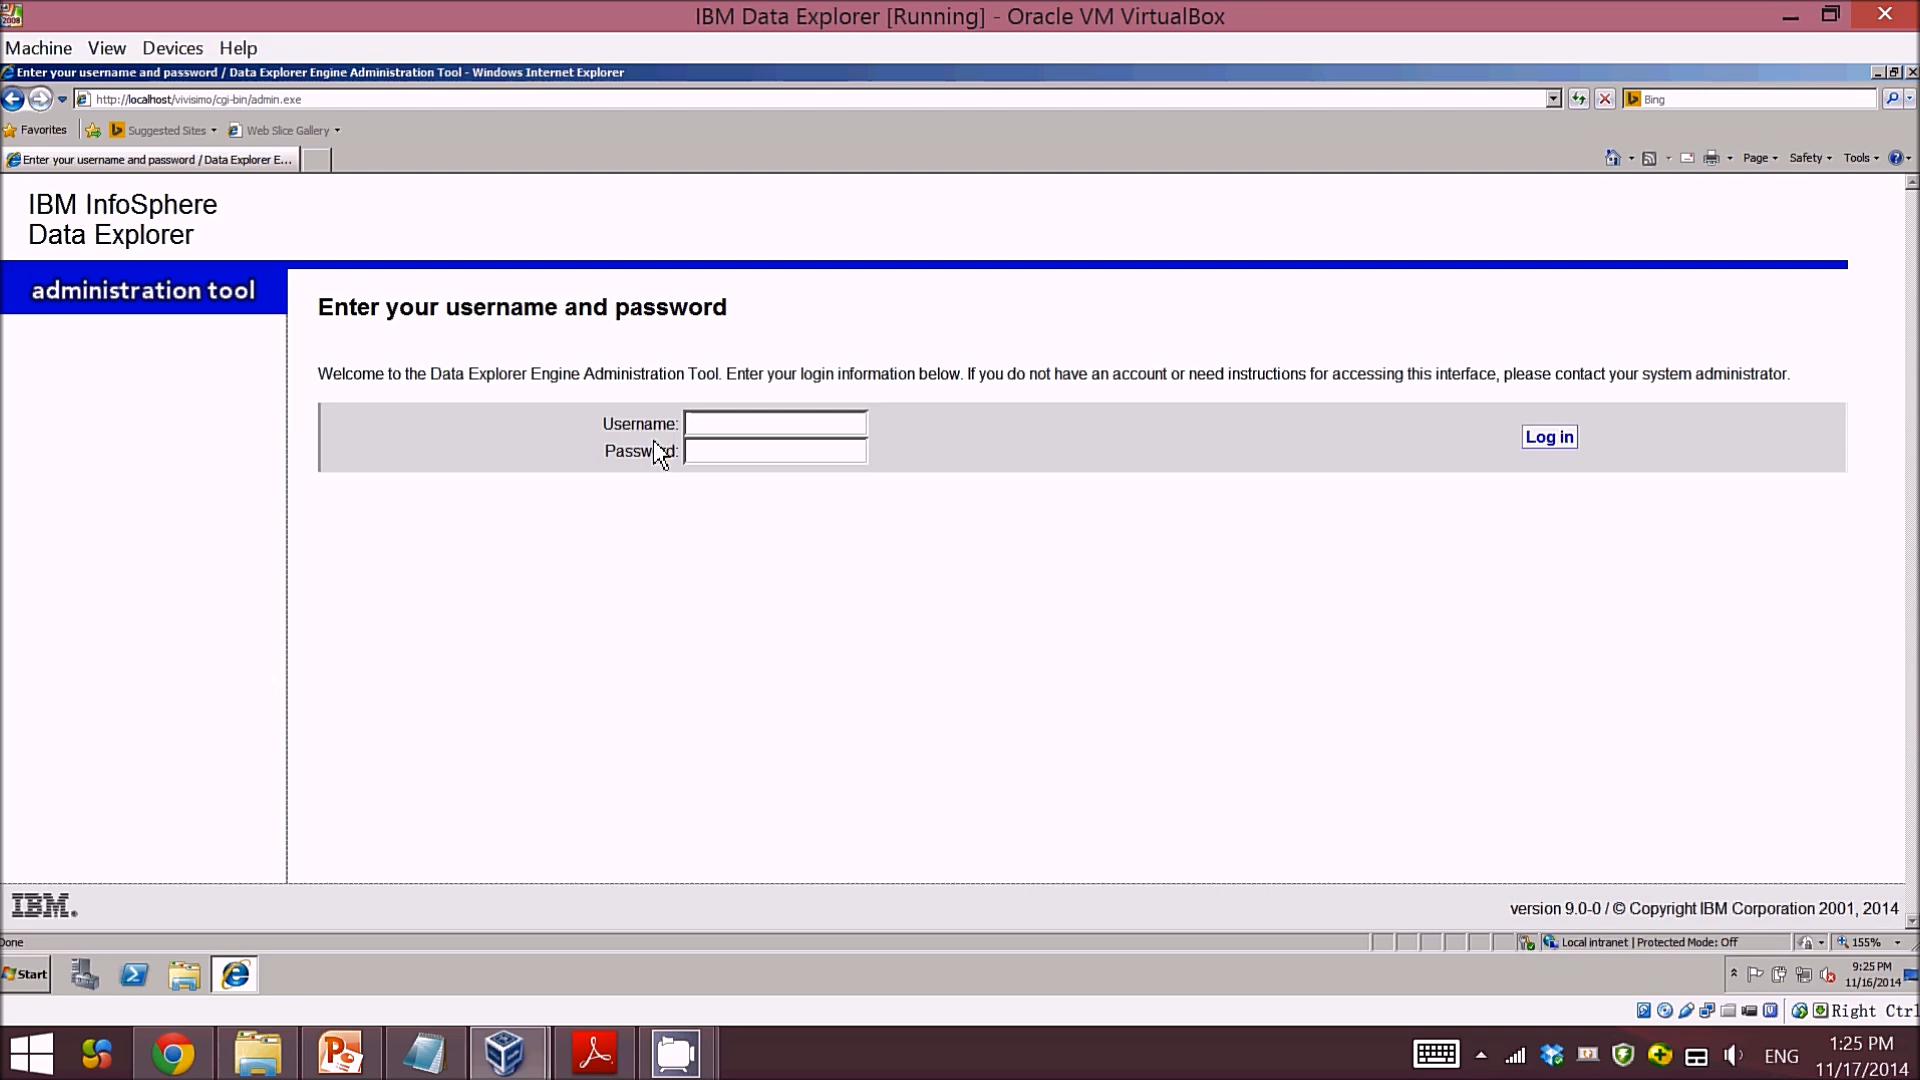 IBM Data Explorer [Running] - Oracle VM VirtualBox
Machine View Devices Help
Enter your username and password / Data Explorer Engine Administration Tool - Windows Internet Explorer
http://localhost/vivisimo/cgi-bin/admin.exe
Bing
Favorites Suggested Sites Web Slice Gallery
Enter your username and password / Data Explorer E...
Page Safety Tools
IBM InfoSphere
Data Explorer
administration tool
Enter your username and password
Welcome to the Data Explorer Engine Administration Tool. Enter your login information below. If you do not have an account or need instructions for accessing this interface, please contact your system administrator.
Username:
Log in
Password:
IBM.
version 9.0-0 / © Copyright IBM Corporation 2001, 2014
Done
Local intranet | Protected Mode: Off
155%
Start
9:25 PM
11/16/2014
Right Ctrl
ENG
1:25 PM
11/17/2014